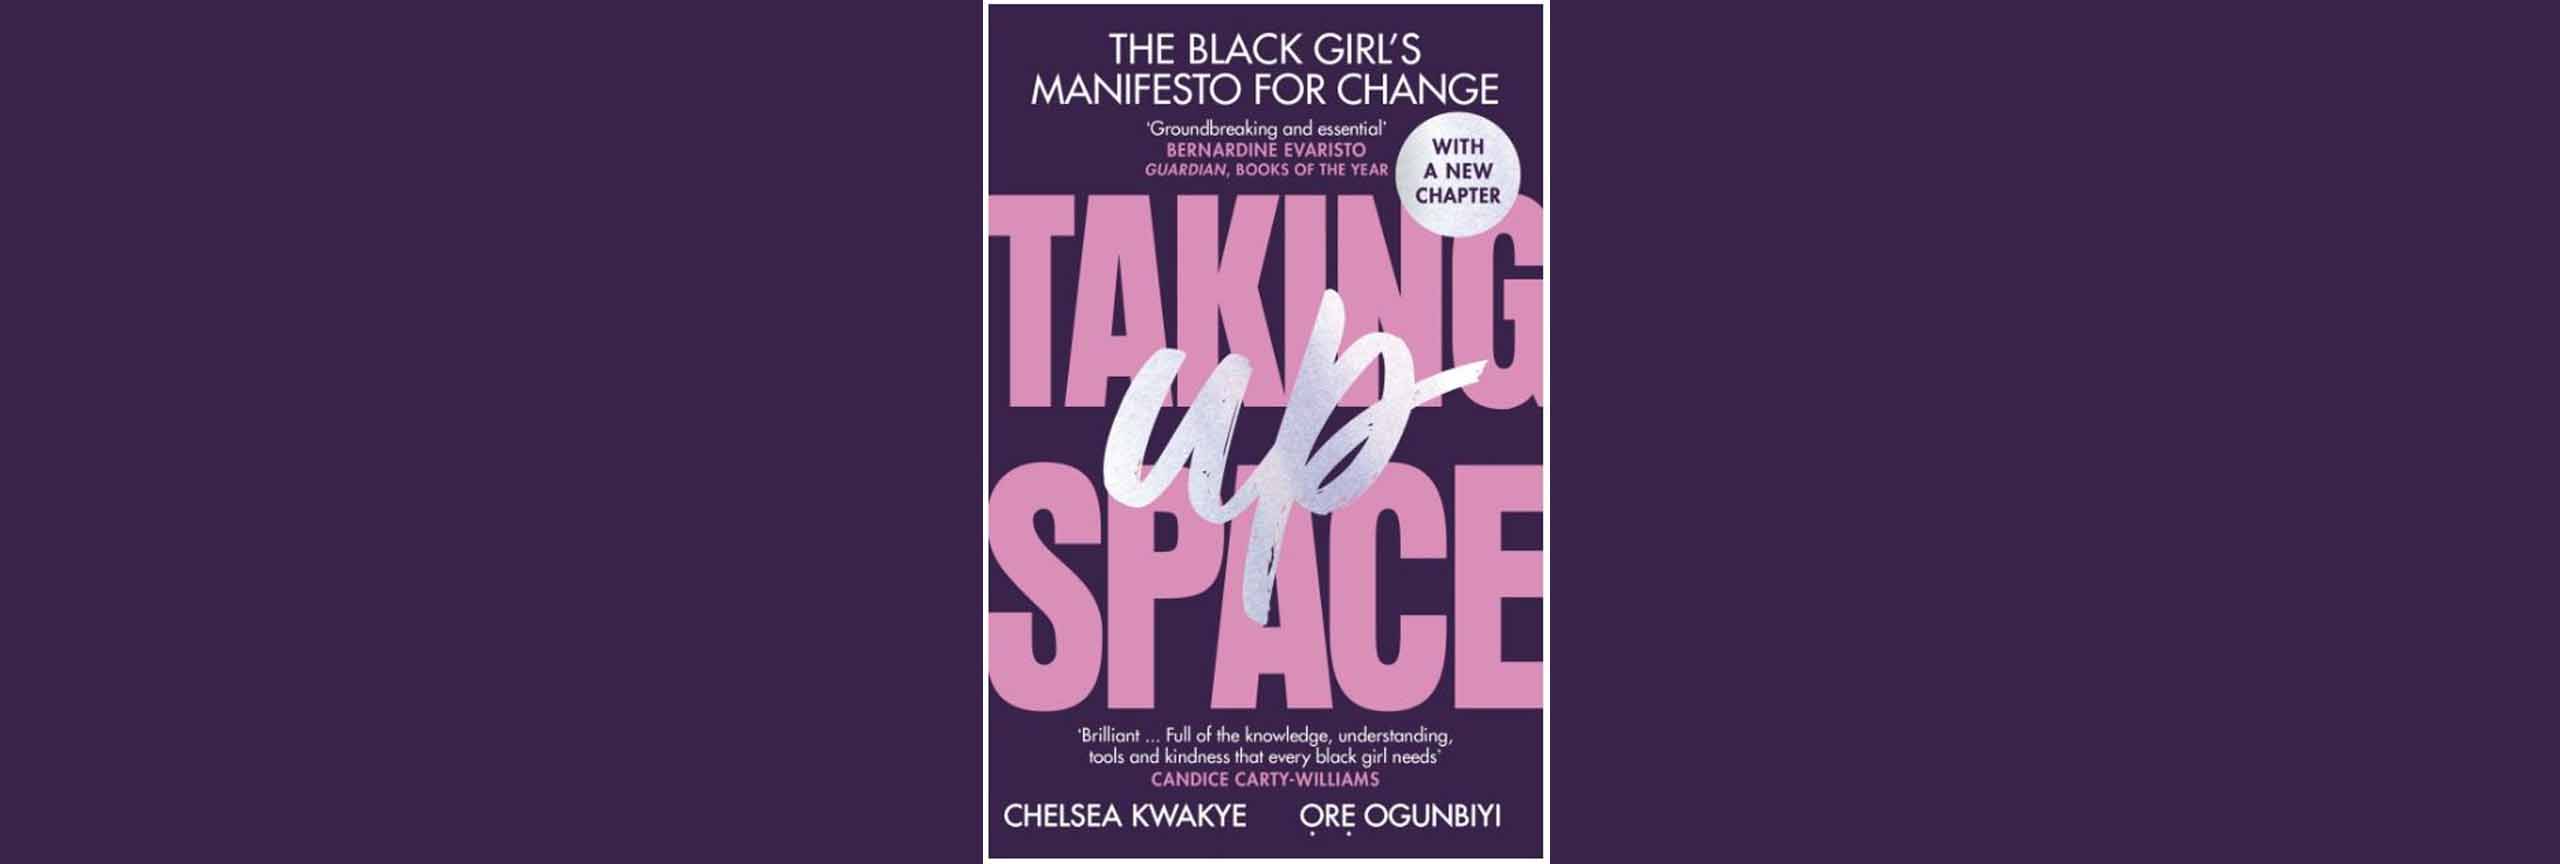 THE BLACK GIRL'S
MANIFESTO FOR CHANGE
'Groundbreaking and essential'
BERNARDINE EVARISTO
GUARDIAN, BOOKS OF THE YEAR
WITH
A NEW
CHAPTER
TAKING
up
SPACE
'Brilliant ... Full of the knowledge, understanding,
tools and kindness that every black girl needs'
CANDICE CARTY-WILLIAMS
CHELSEA KWAKYE ỌRẸ OGUNBIYI